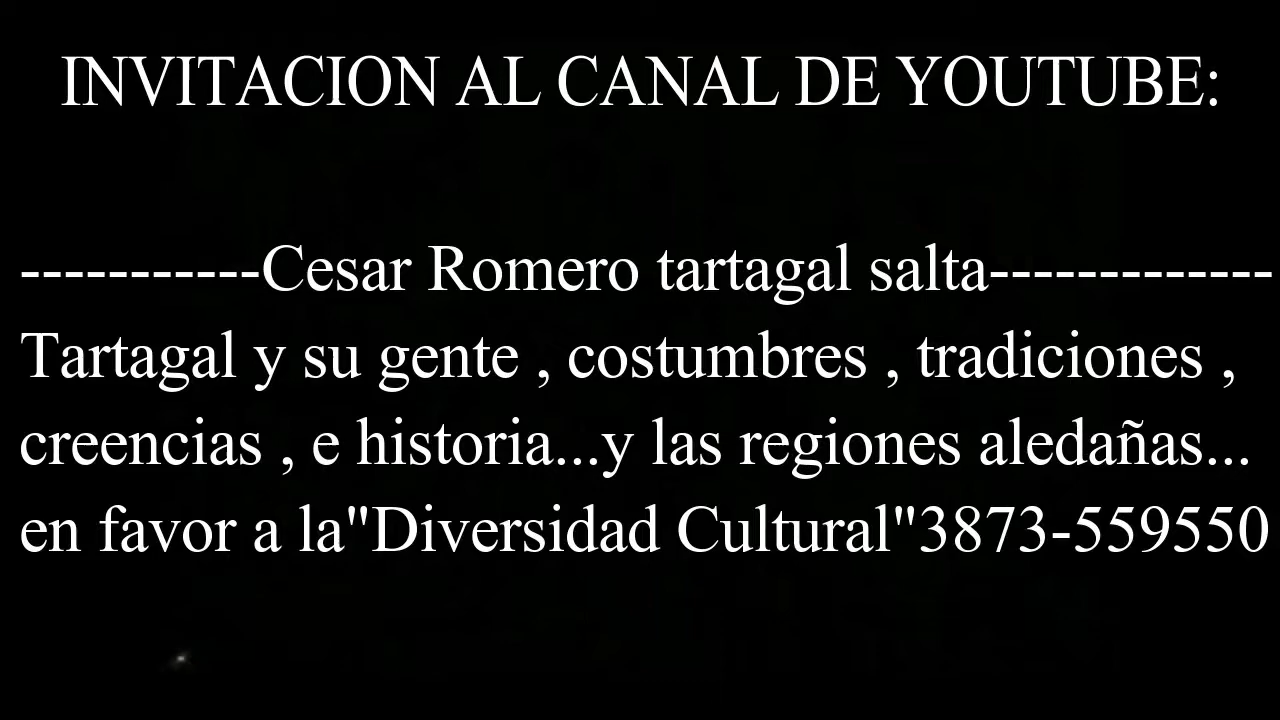 INVITACION AL CANAL DE YOUTUBE:
-----------Cesar Romero tartagal salta-------------
Tartagal y su gente , costumbres , tradiciones ,
creencias , e historia...y las regiones aledañas...
en favor a la"Diversidad Cultural"3873-559550